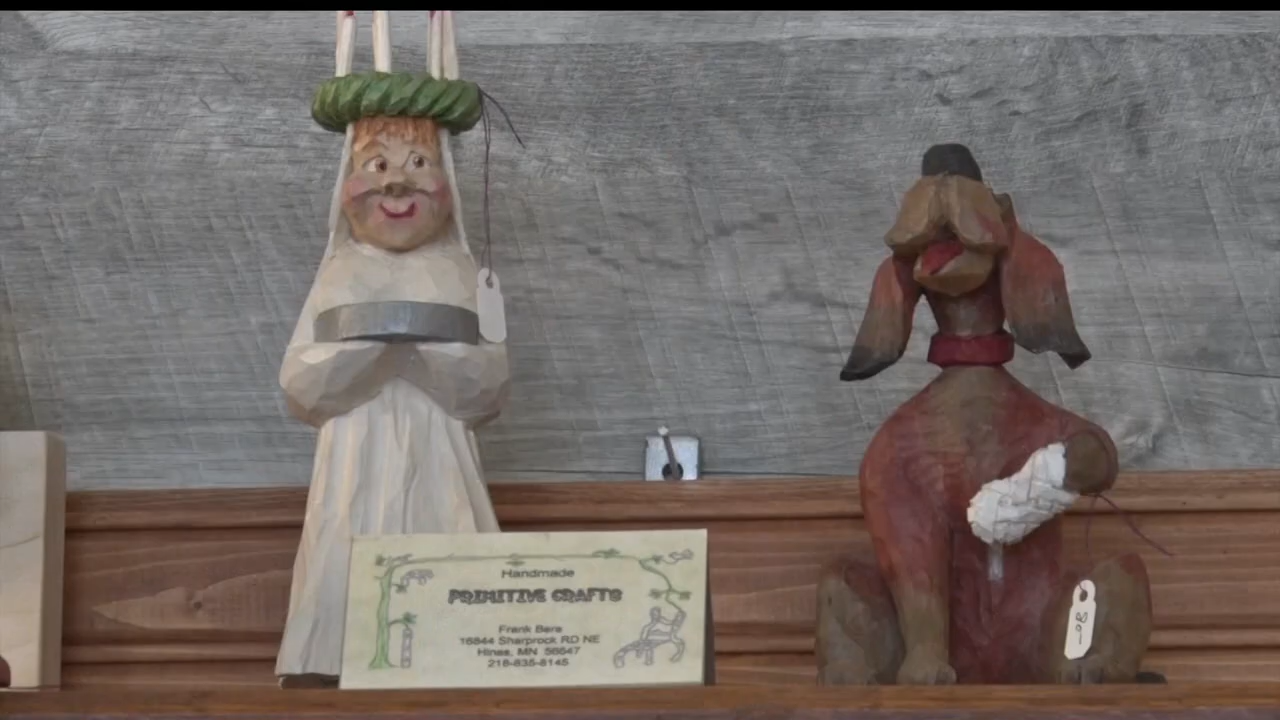 Handmade
PRIMITIVE CRAFTS
Frank Bera
16844 Sharprock RD NE
Hines, MN 56647
218-835-8145